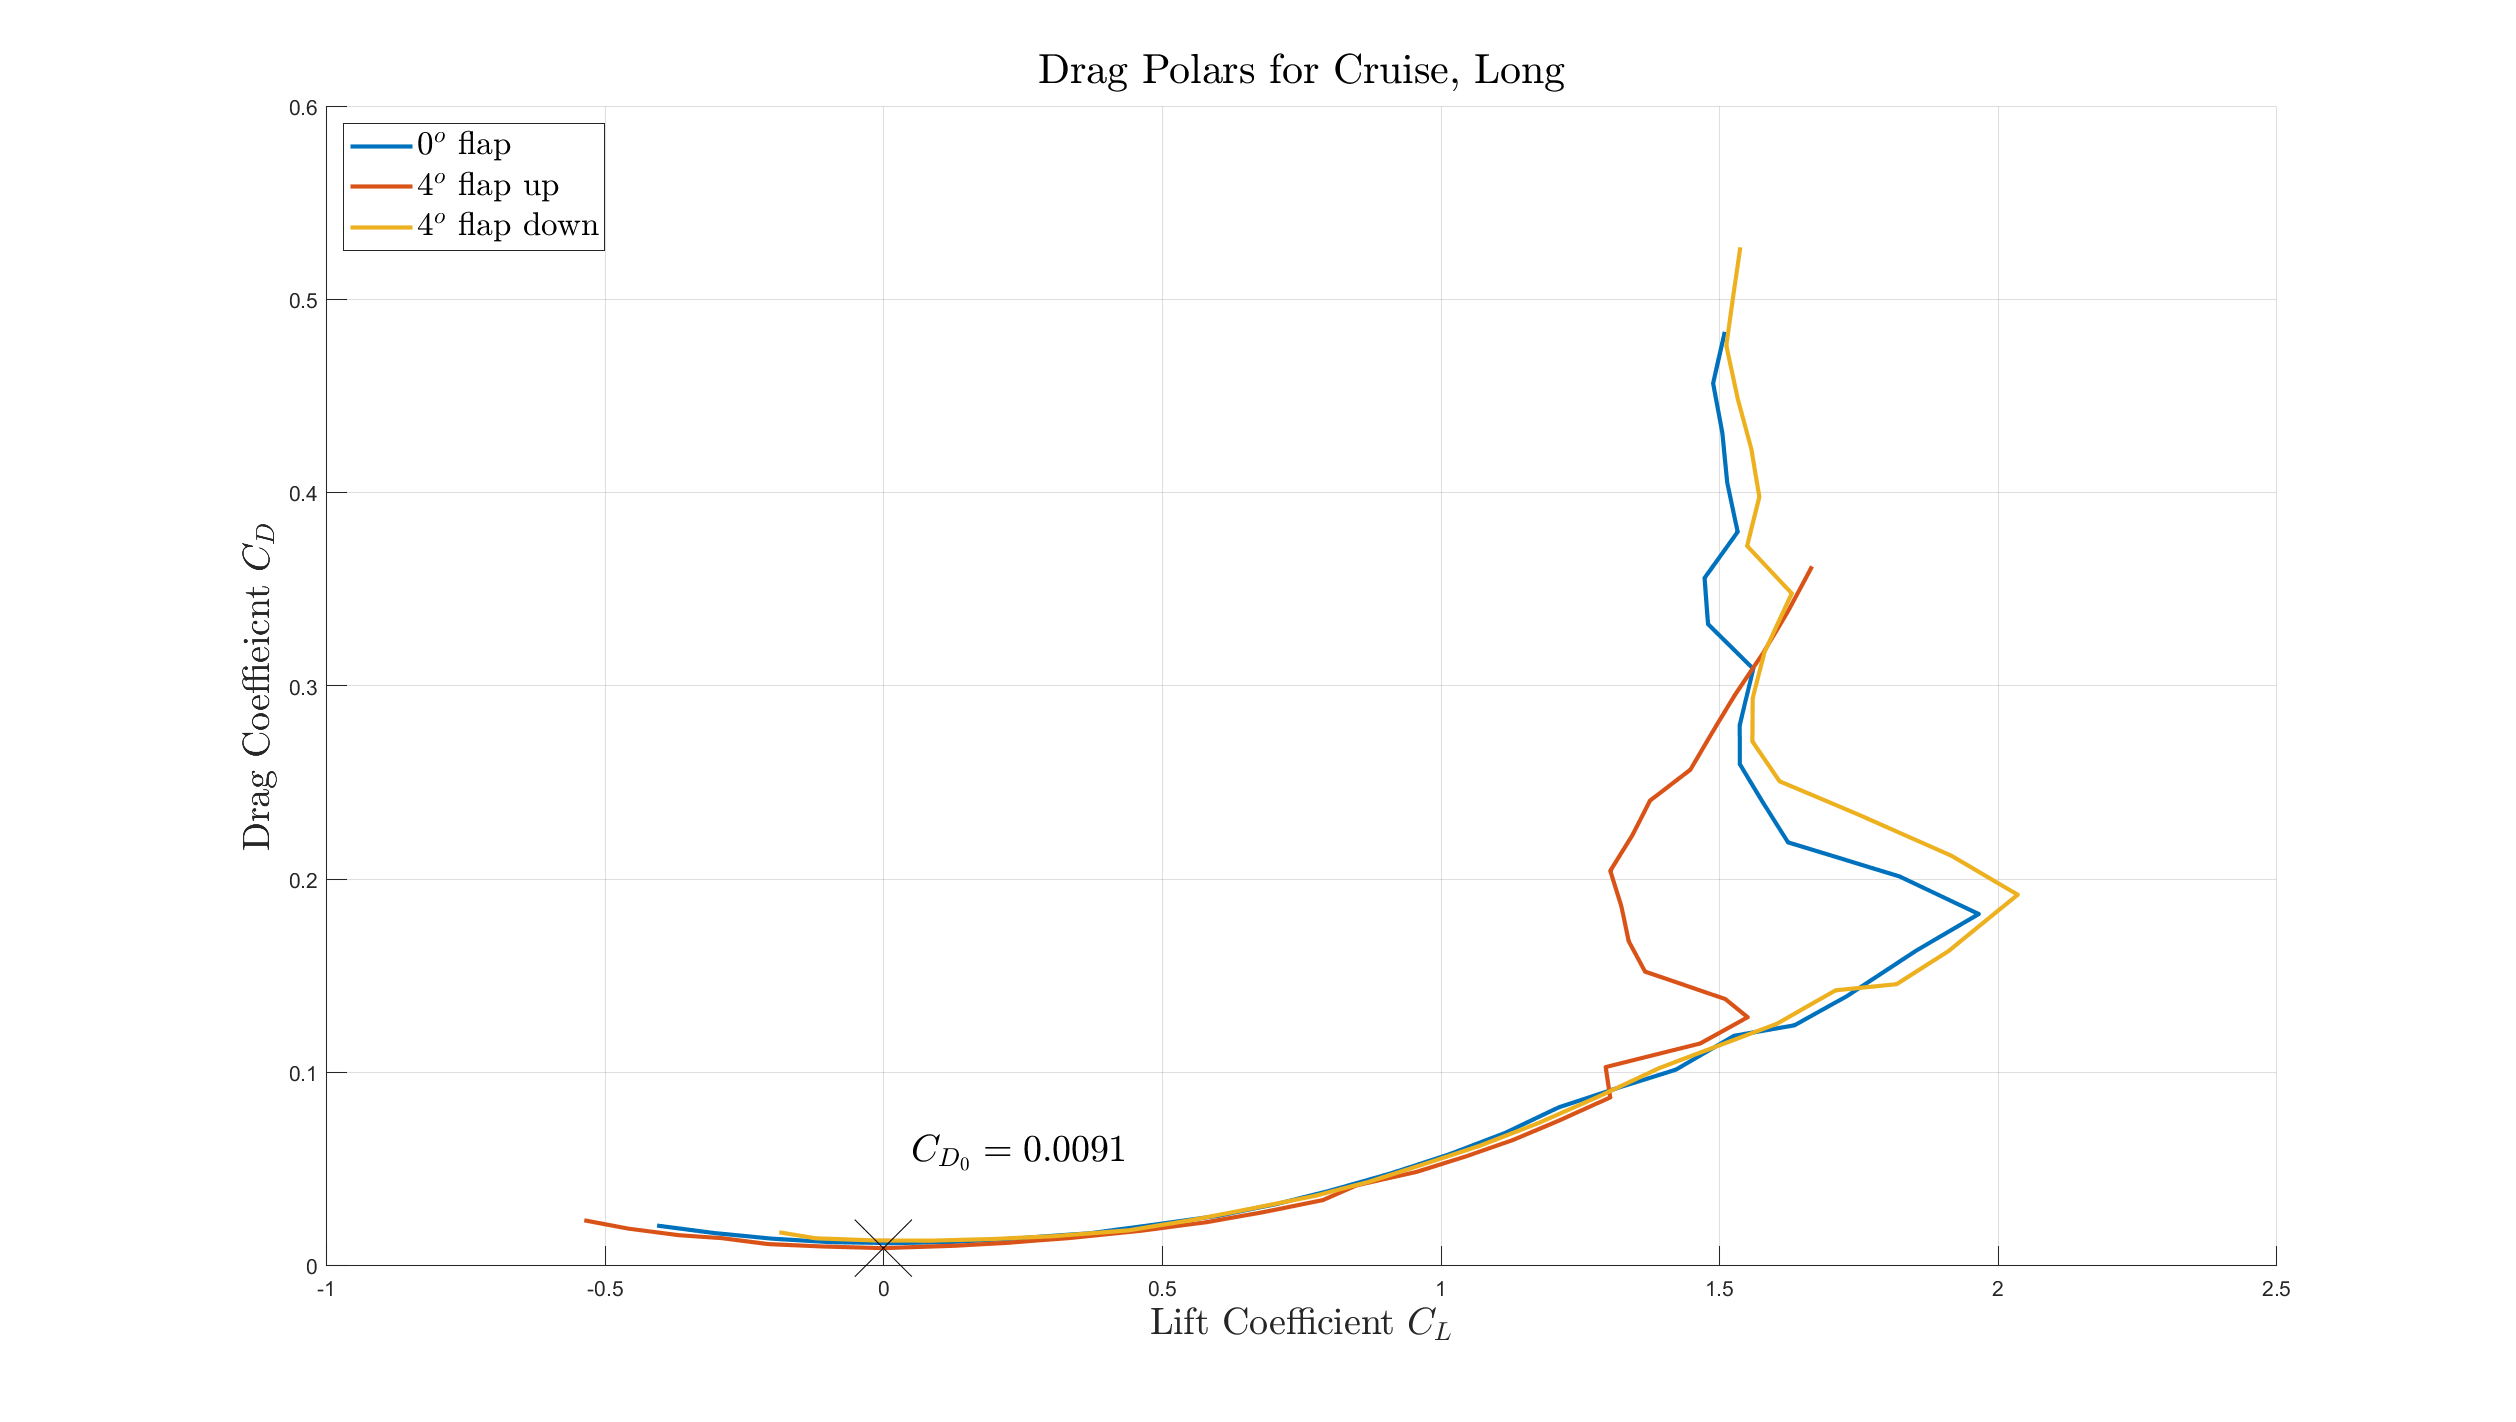 Drag Polars for Cruise, Long
0.6
0.5
0.4
0.3
0.2
0.1
0
0° flap
4° flap up
4° flap down
Drag Coeffieicnt C_D
C_{D_0} = 0.0091
-1 -0.5 0 0.5 1 1.5 2 2.5
Lift Coefficient C_L